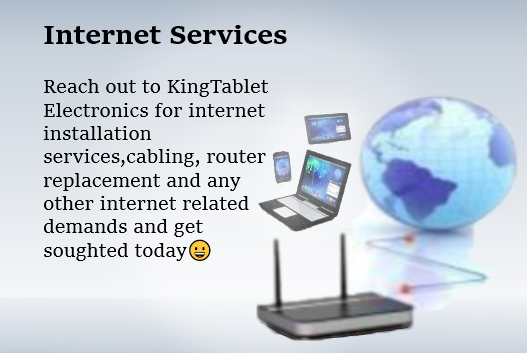 Internet Services
Reach out to KingTablet
Electronics for internet
installation
services,cabling, router
replacement and any
other internet related
demands and get
soughted today😀